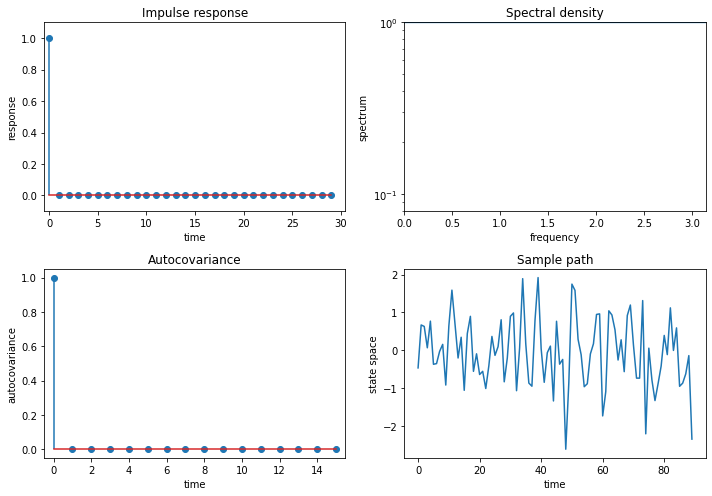 Impulse response
1.0
0.8
0.6
0.4
0.2
0.0
response
0 5 10 15 20 25 30
time
Spectral density
10⁰
10⁻¹
spectrum
0.0 0.5 1.0 1.5 2.0 2.5 3.0
frequency
Autocovariance
1.0
0.8
0.6
0.4
0.2
0.0
autocovariance
0 2 4 6 8 10 12 14
time
Sample path
2
1
0
−1
−2
state space
0 20 40 60 80
time